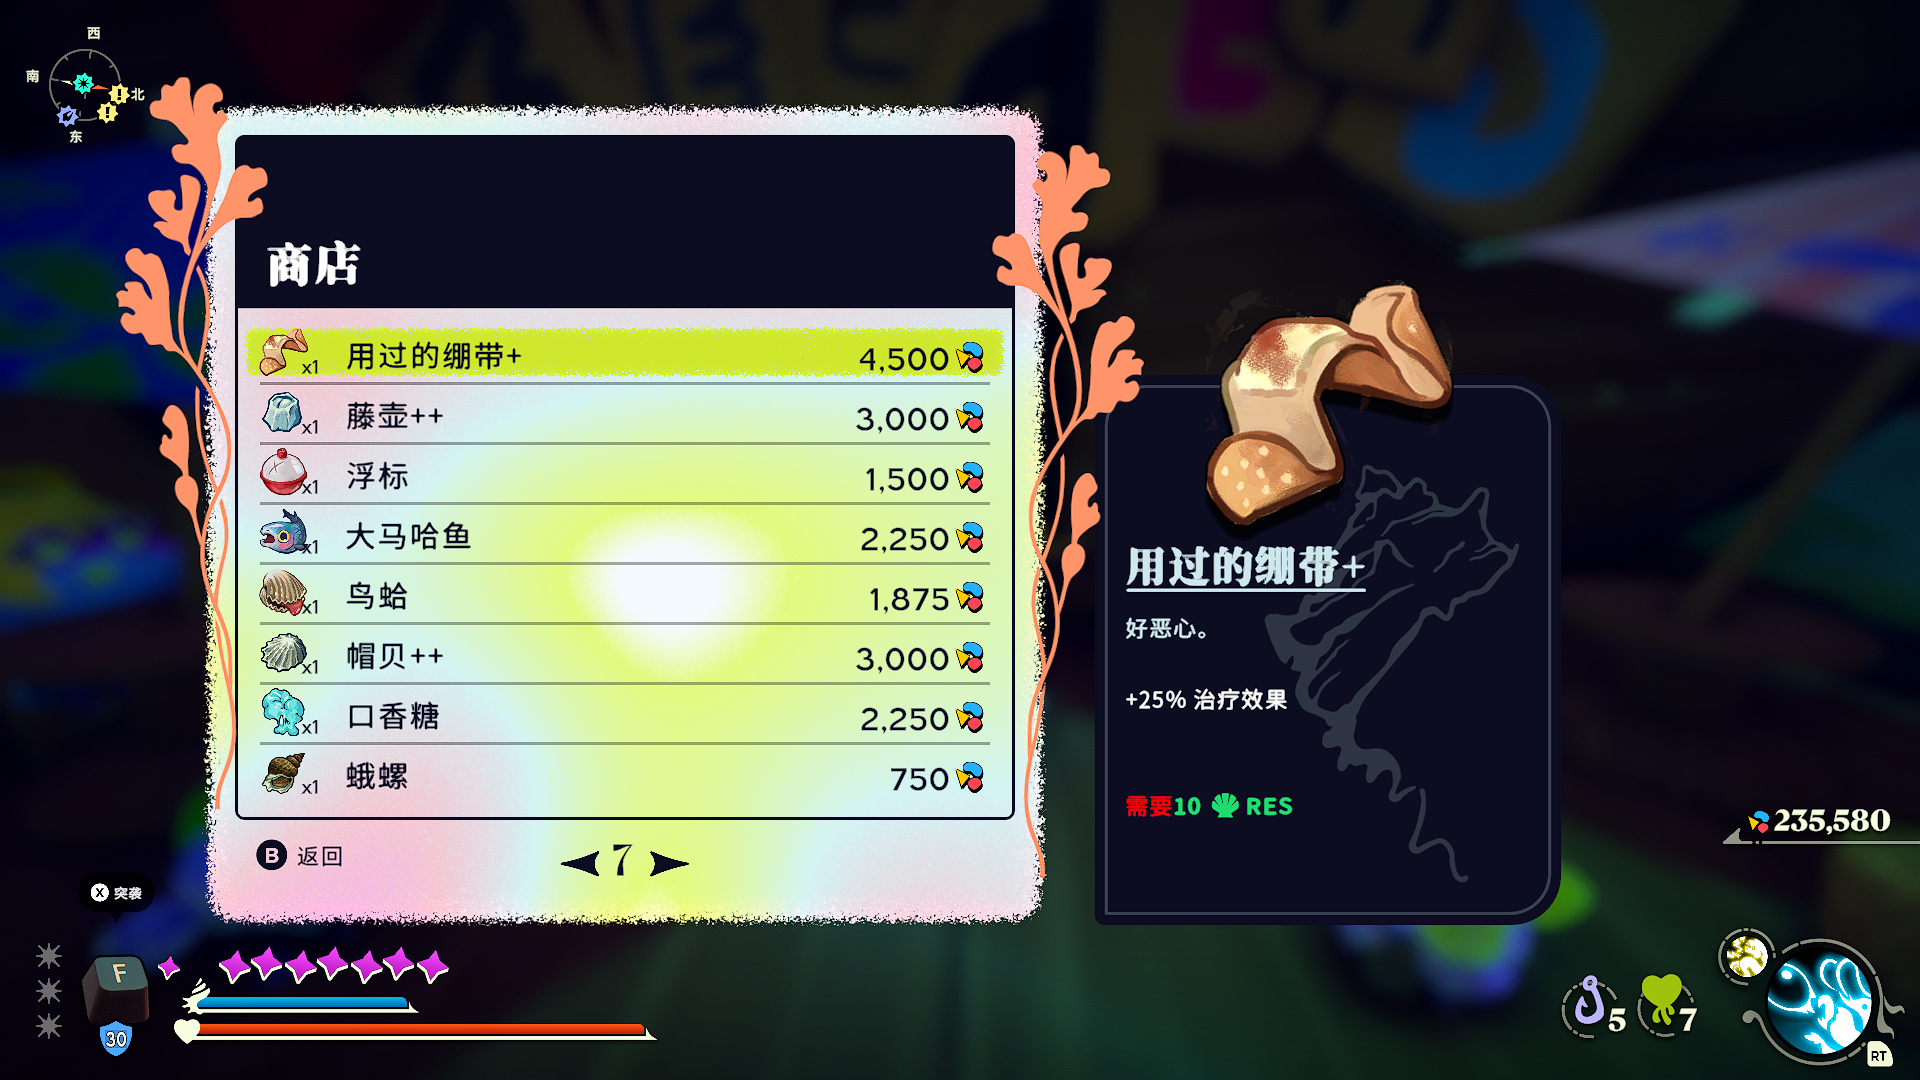 西
南
北
东
商店
x1 用过的绷带+ 4,500
x1 藤壶++ 3,000
x1 浮标 1,500
x1 大马哈鱼 2,250
x1 鸟蛤 1,875
x1 帽贝++ 3,000
x1 口香糖 2,250
x1 蛾螺 750
B 返回
7
用过的绷带+
好恶心。
+25% 治疗效果
需要10 RES
235,580
X 突袭
F
30
5
7
RT